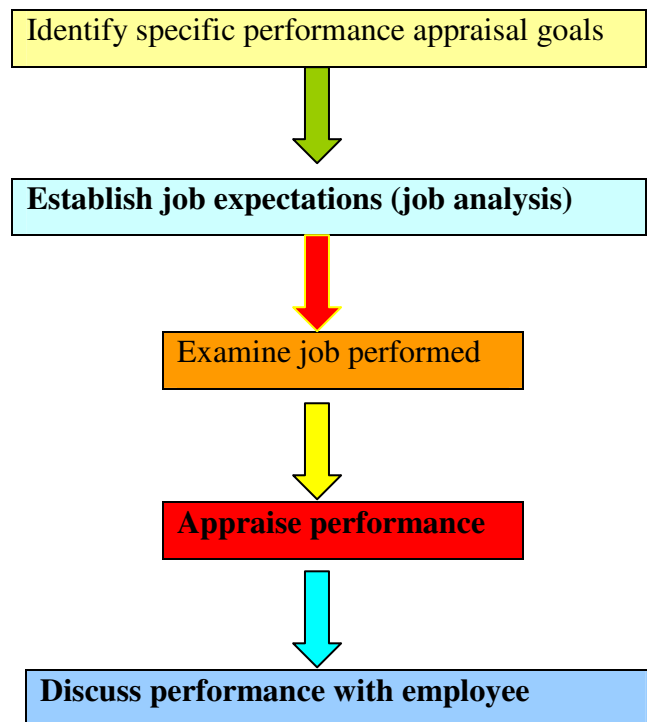 Identify specific performance appraisal goals
Establish job expectations (job analysis)
Examine job performed
Appraise performance
Discuss performance with employee